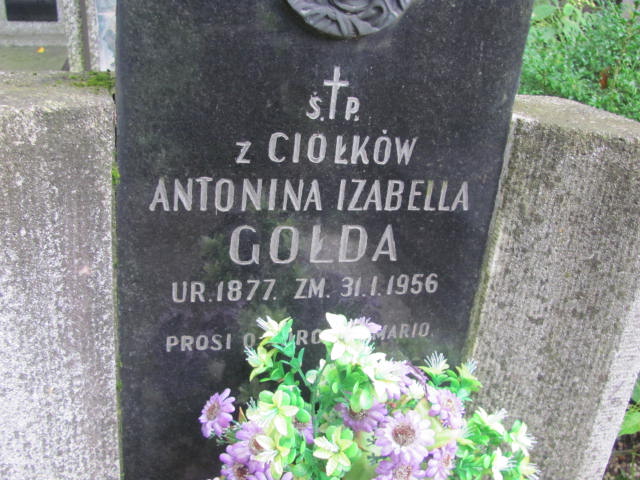 Ś.†P.
z CIOŁKÓW
ANTONINA IZABELLA
GOŁDA
UR. 1877. ZM. 31.I.1956
PROSI O MARIO